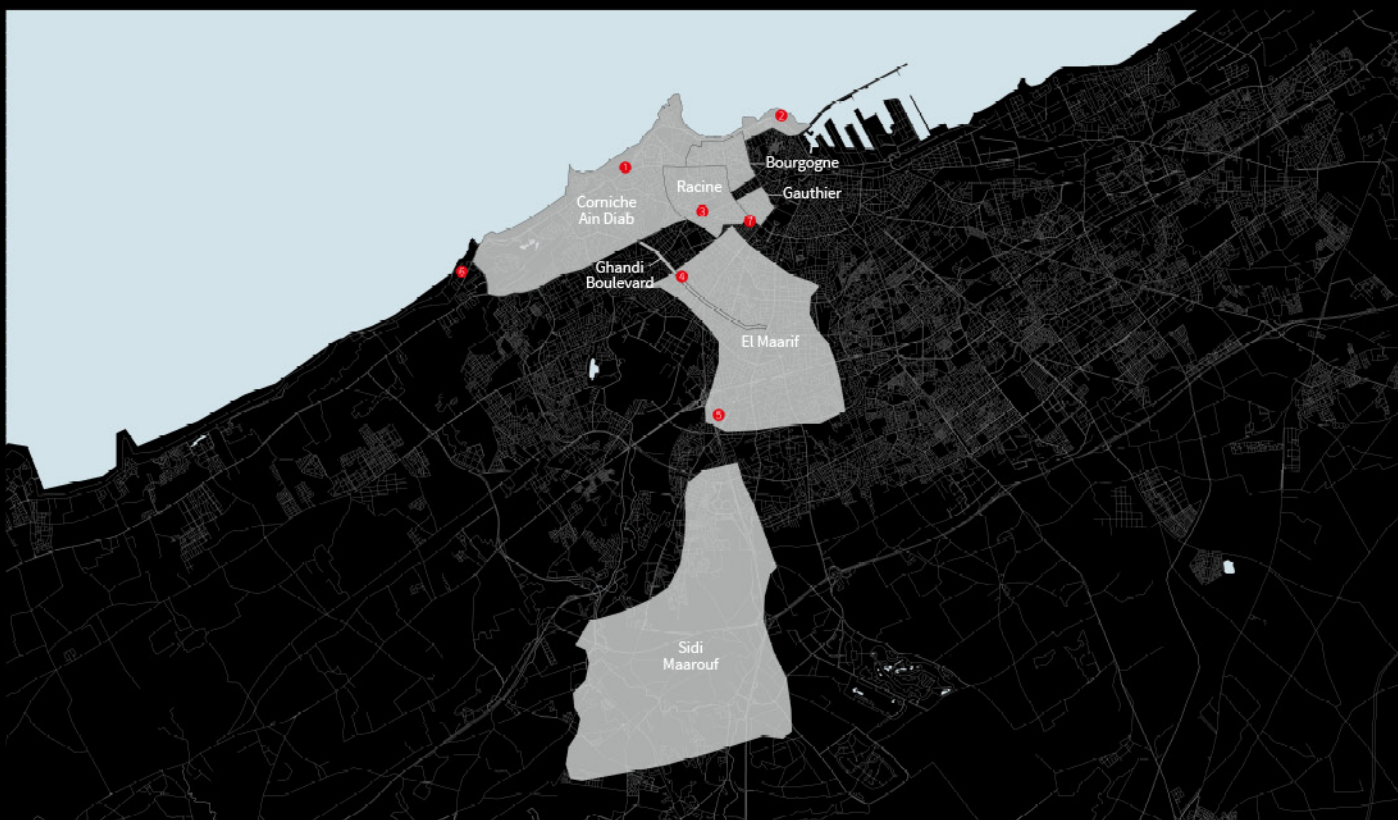 2
Bourgogne
1
Racine
Gauthier
Corniche
Ain Diab
3
7
Ghandi
Boulevard
6
4
El Maarif
5
Sidi
Maarouf